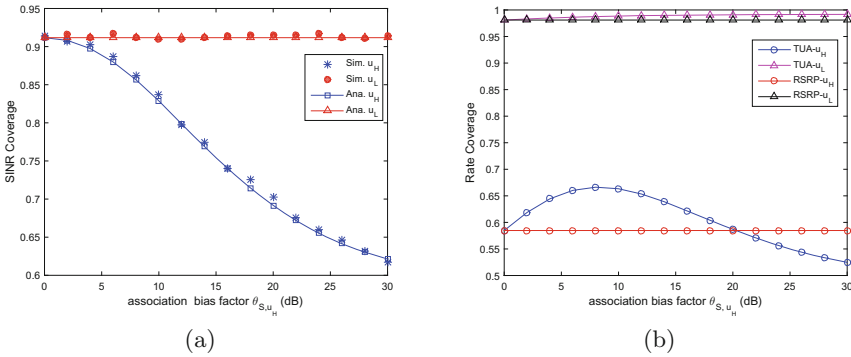 0.95
0.9
0.85
0.8
0.75
0.7
0.65
0.6
SINR Coverage
Sim. u_H
Sim. u_L
Ana. u_H
Ana. u_L
0 5 10 15 20 25 30
association bias factor θ_{S,u_H} (dB)
(a)
1
0.95
0.9
0.85
0.8
0.75
0.7
0.65
0.6
0.55
0.5
Rate Coverage
TUA-u_H
TUA-u_L
RSRP-u_H
RSRP-u_L
0 5 10 15 20 25 30
association bias factor θ_{S,u_H} (dB)
(b)